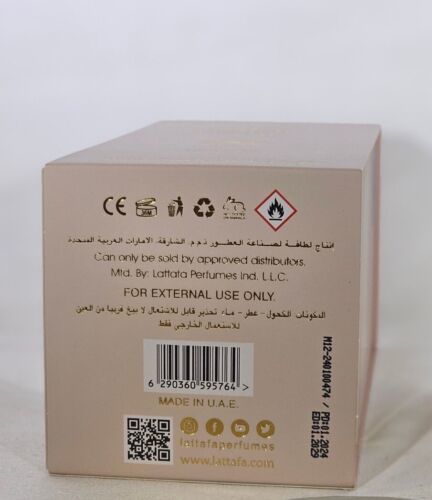 CE
انتاج لطافة لصناعة العطور ذ.م.م الشارقة. الامارات العربية المتحدة
Can only be sold by approved distributors.
Mfd. By: Lattafa Perfumes Ind. L.L.C.
FOR EXTERNAL USE ONLY.
المكونات الكحول - عطر - ماء تحذير قابل للاشتعال لا يبخ قريبا من العين
للاستعمال الخارجي فقط
6 290360 595764 >
MADE IN U.A.E.
lattafaperfumes
www.lattafa.com
M12-240100474 / PD:01.2024
ED:01.2029